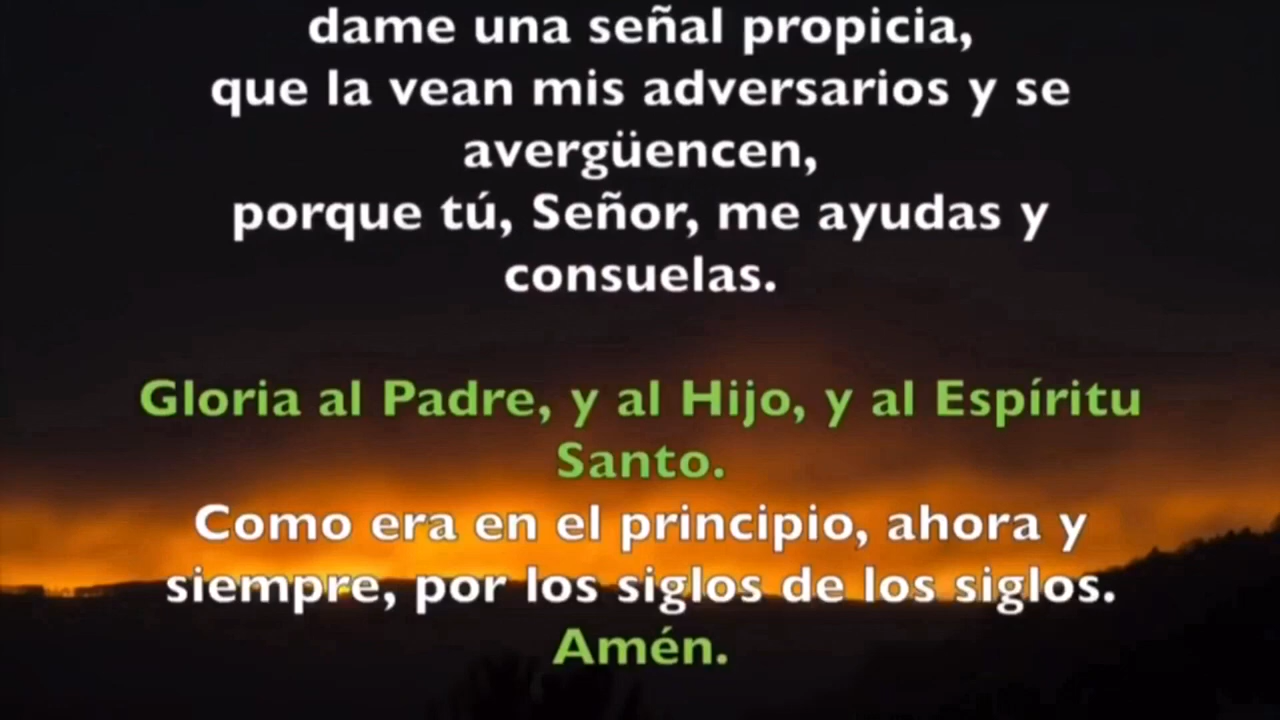 dame una señal propicia,
que la vean mis adversarios y se
avergüencen,
porque tú, Señor, me ayudas y
consuelas.
Gloria al Padre, y al Hijo, y al Espíritu
Santo.
Como era en el principio, ahora y
siempre, por los siglos de los siglos.
Amén.